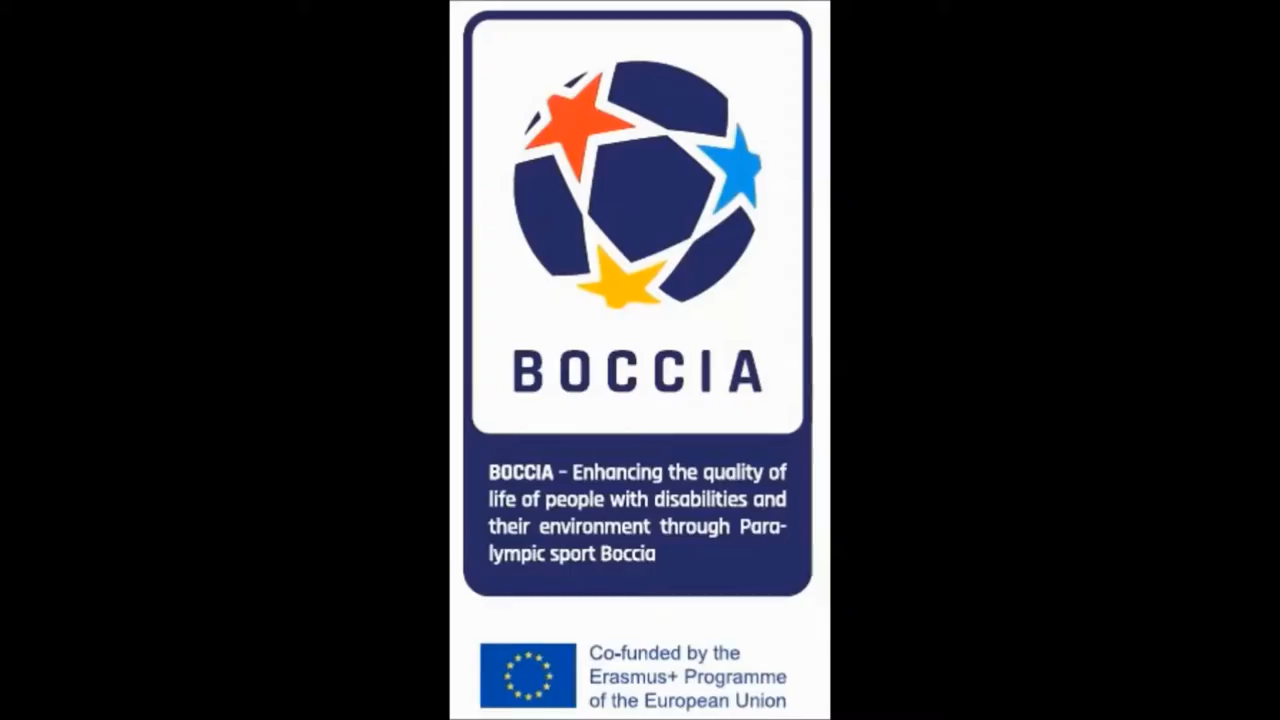 BOCCIA
BOCCIA - Enhancing the quality of
life of people with disabilities and
their environment through Para-
lympic sport Boccia
Co-funded by the
Erasmus+ Programme
of the European Union